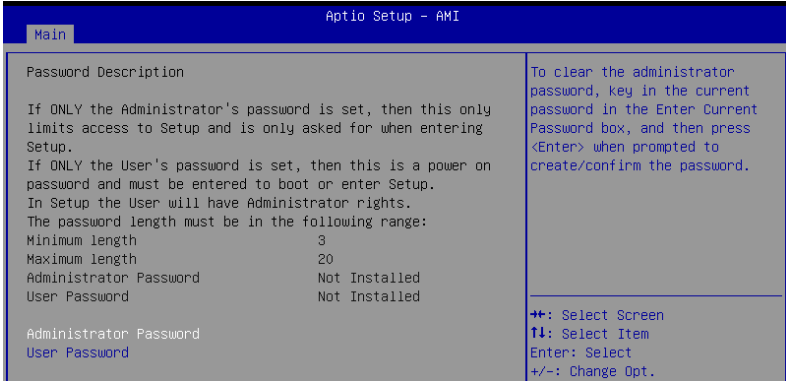 Aptio Setup - AMI
Main
Password Description
If ONLY the Administrator's password is set, then this only
limits access to Setup and is only asked for when entering
Setup.
If ONLY the User's password is set, then this is a power on
password and must be entered to boot or enter Setup.
In Setup the User will have Administrator rights.
The password length must be in the following range:
Minimum length 3
Maximum length 20
Administrator Password Not Installed
User Password Not Installed
Administrator Password
User Password
To clear the administrator
password, key in the current
password in the Enter Current
Password box, and then press
<Enter> when prompted to
create/confirm the password.
→←: Select Screen
↑↓: Select Item
Enter: Select
+/-: Change Opt.